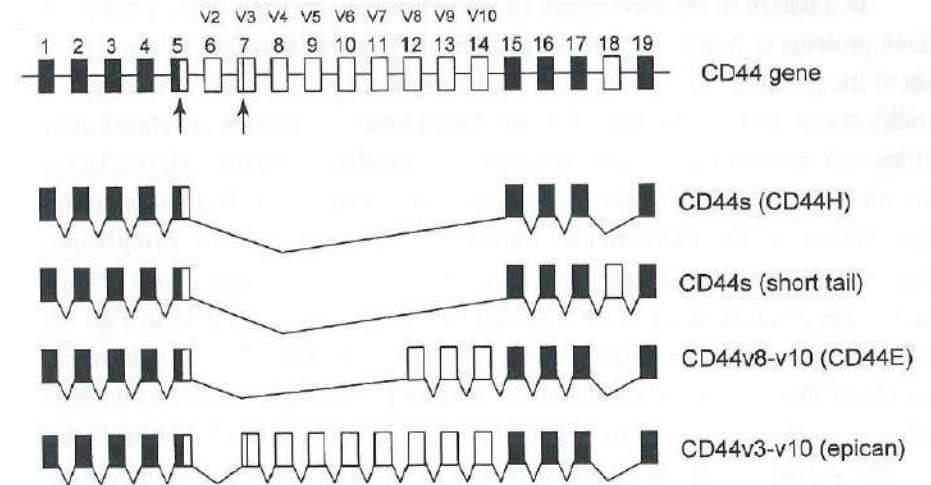 V2 V3 V4 V5 V6 V7 V8 V9 V10
1 2 3 4 5 6 7 8 9 10 11 12 13 14 15 16 17 18 19
CD44 gene
CD44s (CD44H)
CD44s (short tail)
CD44v8-v10 (CD44E)
CD44v3-v10 (epican)